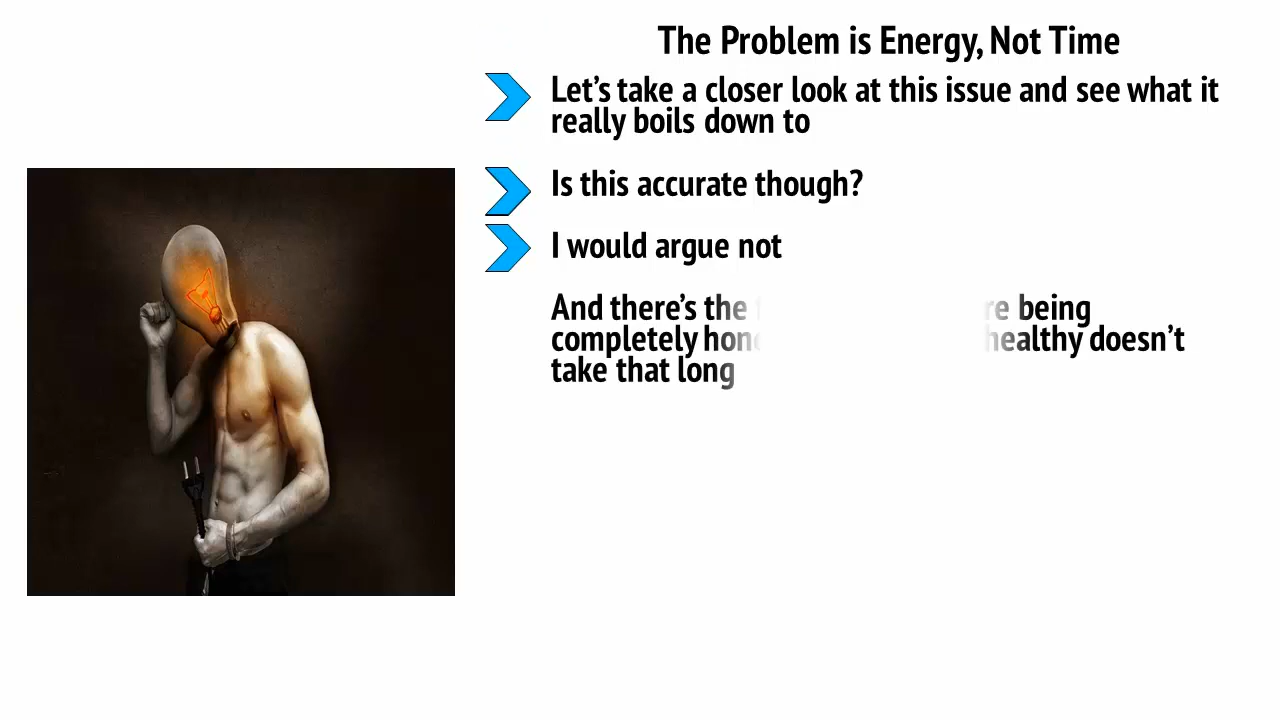 The Problem is Energy, Not Time
Let's take a closer look at this issue and see what it
really boils down to
Is this accurate though?
I would argue not
And there's the being
completely healthy doesn't
take that long